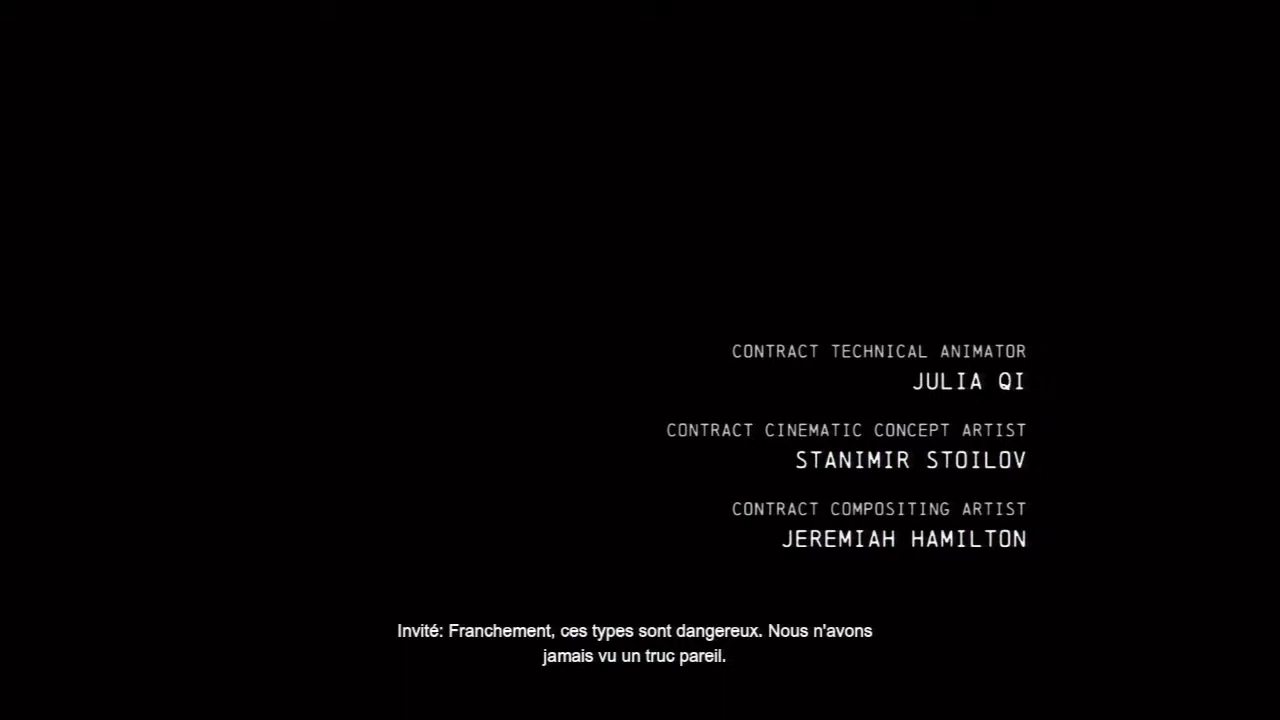 CONTRACT TECHNICAL ANIMATOR
JULIA QI
CONTRACT CINEMATIC CONCEPT ARTIST
STANIMIR STOILOV
CONTRACT COMPOSITING ARTIST
JEREMIAH HAMILTON
Invité: Franchement, ces types sont dangereux. Nous n'avons
jamais vu un truc pareil.